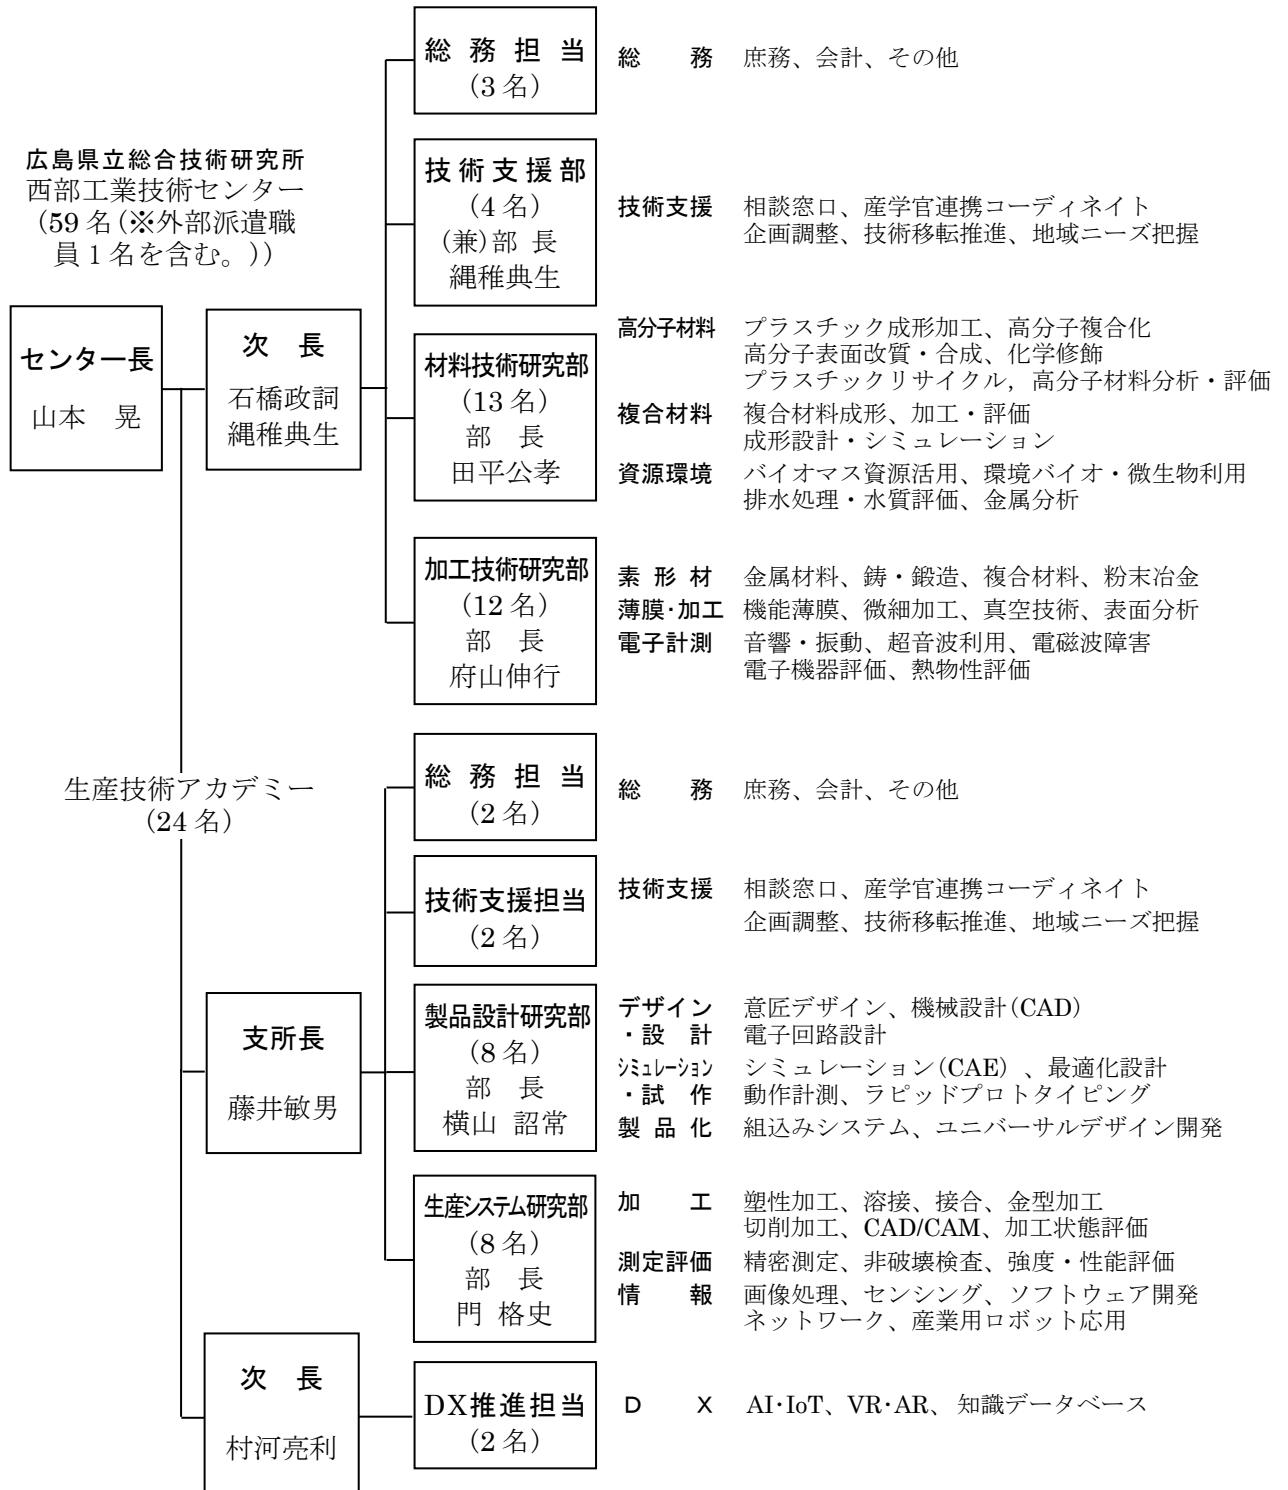 総務担当
(3名)
総　務 庶務、会計、その他
広島県立総合技術研究所
西部工業技術センター
(59名(※外部派遣職
員1名を含む。))
技術支援部
(4名)
(兼)部 長
縄稚典生
技術支援 相談窓口、産学官連携コーディネイト
企画調整、技術移転推進、地域ニーズ把握
センター長
山本　晃
次　長
石橋政詞
縄稚典生
材料技術研究部
(13名)
部　長
田平公孝
高分子材料 プラスチック成形加工、高分子複合化
高分子表面改質・合成、化学修飾
プラスチックリサイクル，高分子材料分析・評価
複合材料 複合材料成形、加工・評価
成形設計・シミュレーション
資源環境 バイオマス資源活用、環境バイオ・微生物利用
排水処理・水質評価、金属分析
加工技術研究部
(12名)
部　長
府山伸行
素形材 金属材料、鋳・鍛造、複合材料、粉末冶金
薄膜・加工 機能薄膜、微細加工、真空技術、表面分析
電子計測 音響・振動、超音波利用、電磁波障害
電子機器評価、熱物性評価
生産技術アカデミー
(24名)
総務担当
(2名)
総　務 庶務、会計、その他
技術支援担当
(2名)
技術支援 相談窓口、産学官連携コーディネイト
企画調整、技術移転推進、地域ニーズ把握
支所長
藤井敏男
製品設計研究部
(8名)
部　長
横山 詔常
デザイン 意匠デザイン、機械設計(CAD)
・設　計 電子回路設計
シミュレーション シミュレーション(CAE) 、最適化設計
・試　作 動作計測、ラピッドプロトタイピング
製品化 組込みシステム、ユニバーサルデザイン開発
生産システム研究部
(8名)
部　長
門 格史
加　工 塑性加工、溶接、接合、金型加工
切削加工、CAD/CAM、加工状態評価
測定評価 精密測定、非破壊検査、強度・性能評価
情　報 画像処理、センシング、ソフトウェア開発
ネットワーク、産業用ロボット応用
次　長
村河亮利
DX推進担当
(2名)
Ｄ　Ｘ AI・IoT、VR・AR、 知識データベース